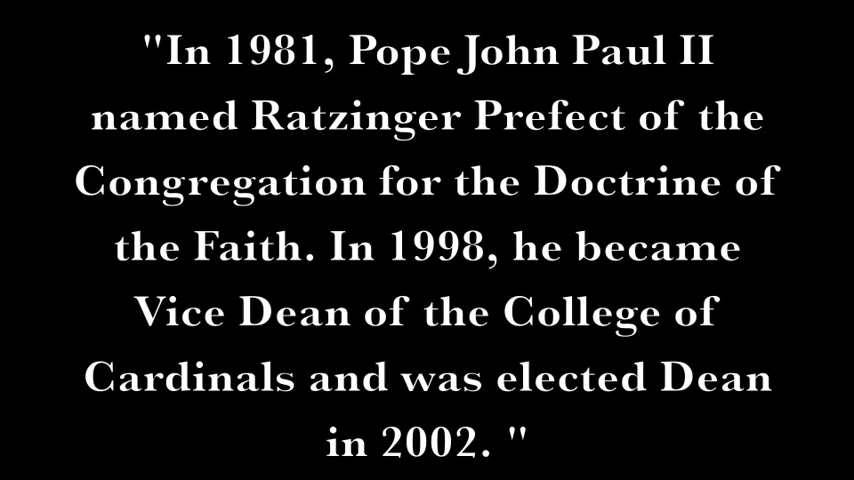 "In 1981, Pope John Paul II
named Ratzinger Prefect of the
Congregation for the Doctrine of
the Faith. In 1998, he became
Vice Dean of the College of
Cardinals and was elected Dean
in 2002. "